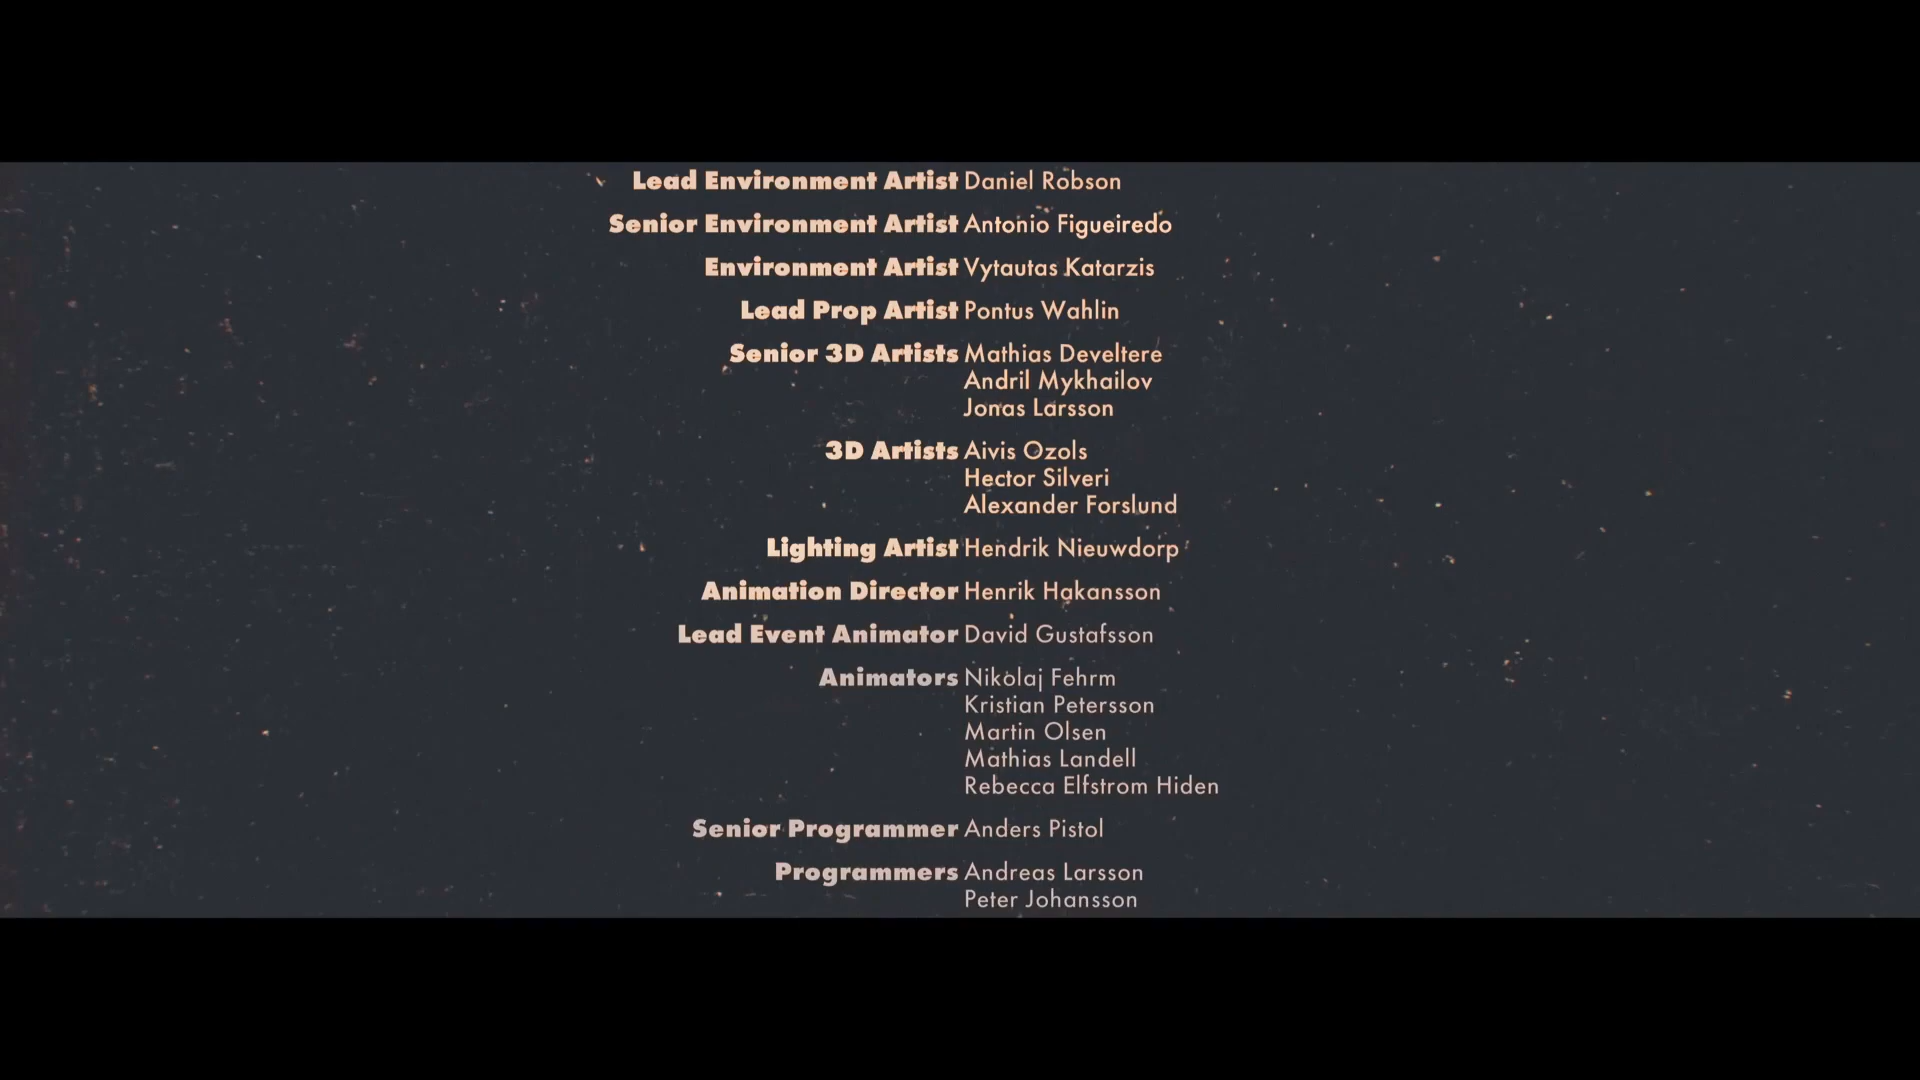 Lead Environment Artist Daniel Robson
Senior Environment Artist Antonio Figueiredo
Environment Artist Vytautas Katarzis
Lead Prop Artist Pontus Wahlin
Senior 3D Artists Mathias Develtere
Andril Mykhailov
Jonas Larsson
3D Artists Aivis Ozols
Hector Silveri
Alexander Forslund
Lighting Artist Hendrik Nieuwdorp
Animation Director Henrik Hakansson
Lead Event Animator David Gustafsson
Animators Nikolaj Fehrm
Kristian Petersson
Martin Olsen
Mathias Landell
Rebecca Elfstrom Hiden
Senior Programmer Anders Pistol
Programmers Andreas Larsson
Peter Johansson